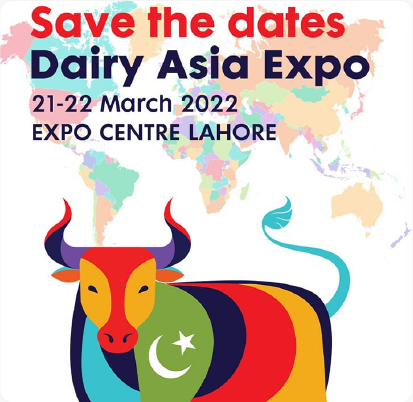 Save the dates
Dairy Asia Expo
21-22 March 2022
EXPO CENTRE LAHORE